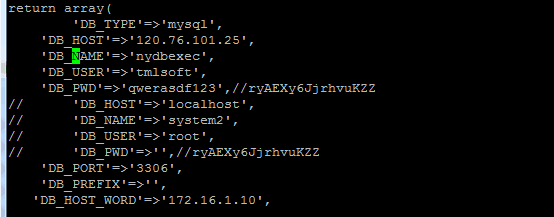 return array(
'DB_TYPE'=>'mysql',
'DB_HOST'=>'120.76.101.25',
'DB_NAME'=>'nydbexec',
'DB_USER'=>'tmlsoft',
'DB_PWD'=>'qwerasdf123',//ryAEXy6JjrhvuKZZ
// 'DB_HOST'=>'localhost',
// 'DB_NAME'=>'system2',
// 'DB_USER'=>'root',
// 'DB_PWD'=>'',//ryAEXy6JjrhvuKZZ
'DB_PORT'=>'3306',
'DB_PREFIX'=>'',
'DB_HOST_WORD'=>'172.16.1.10',